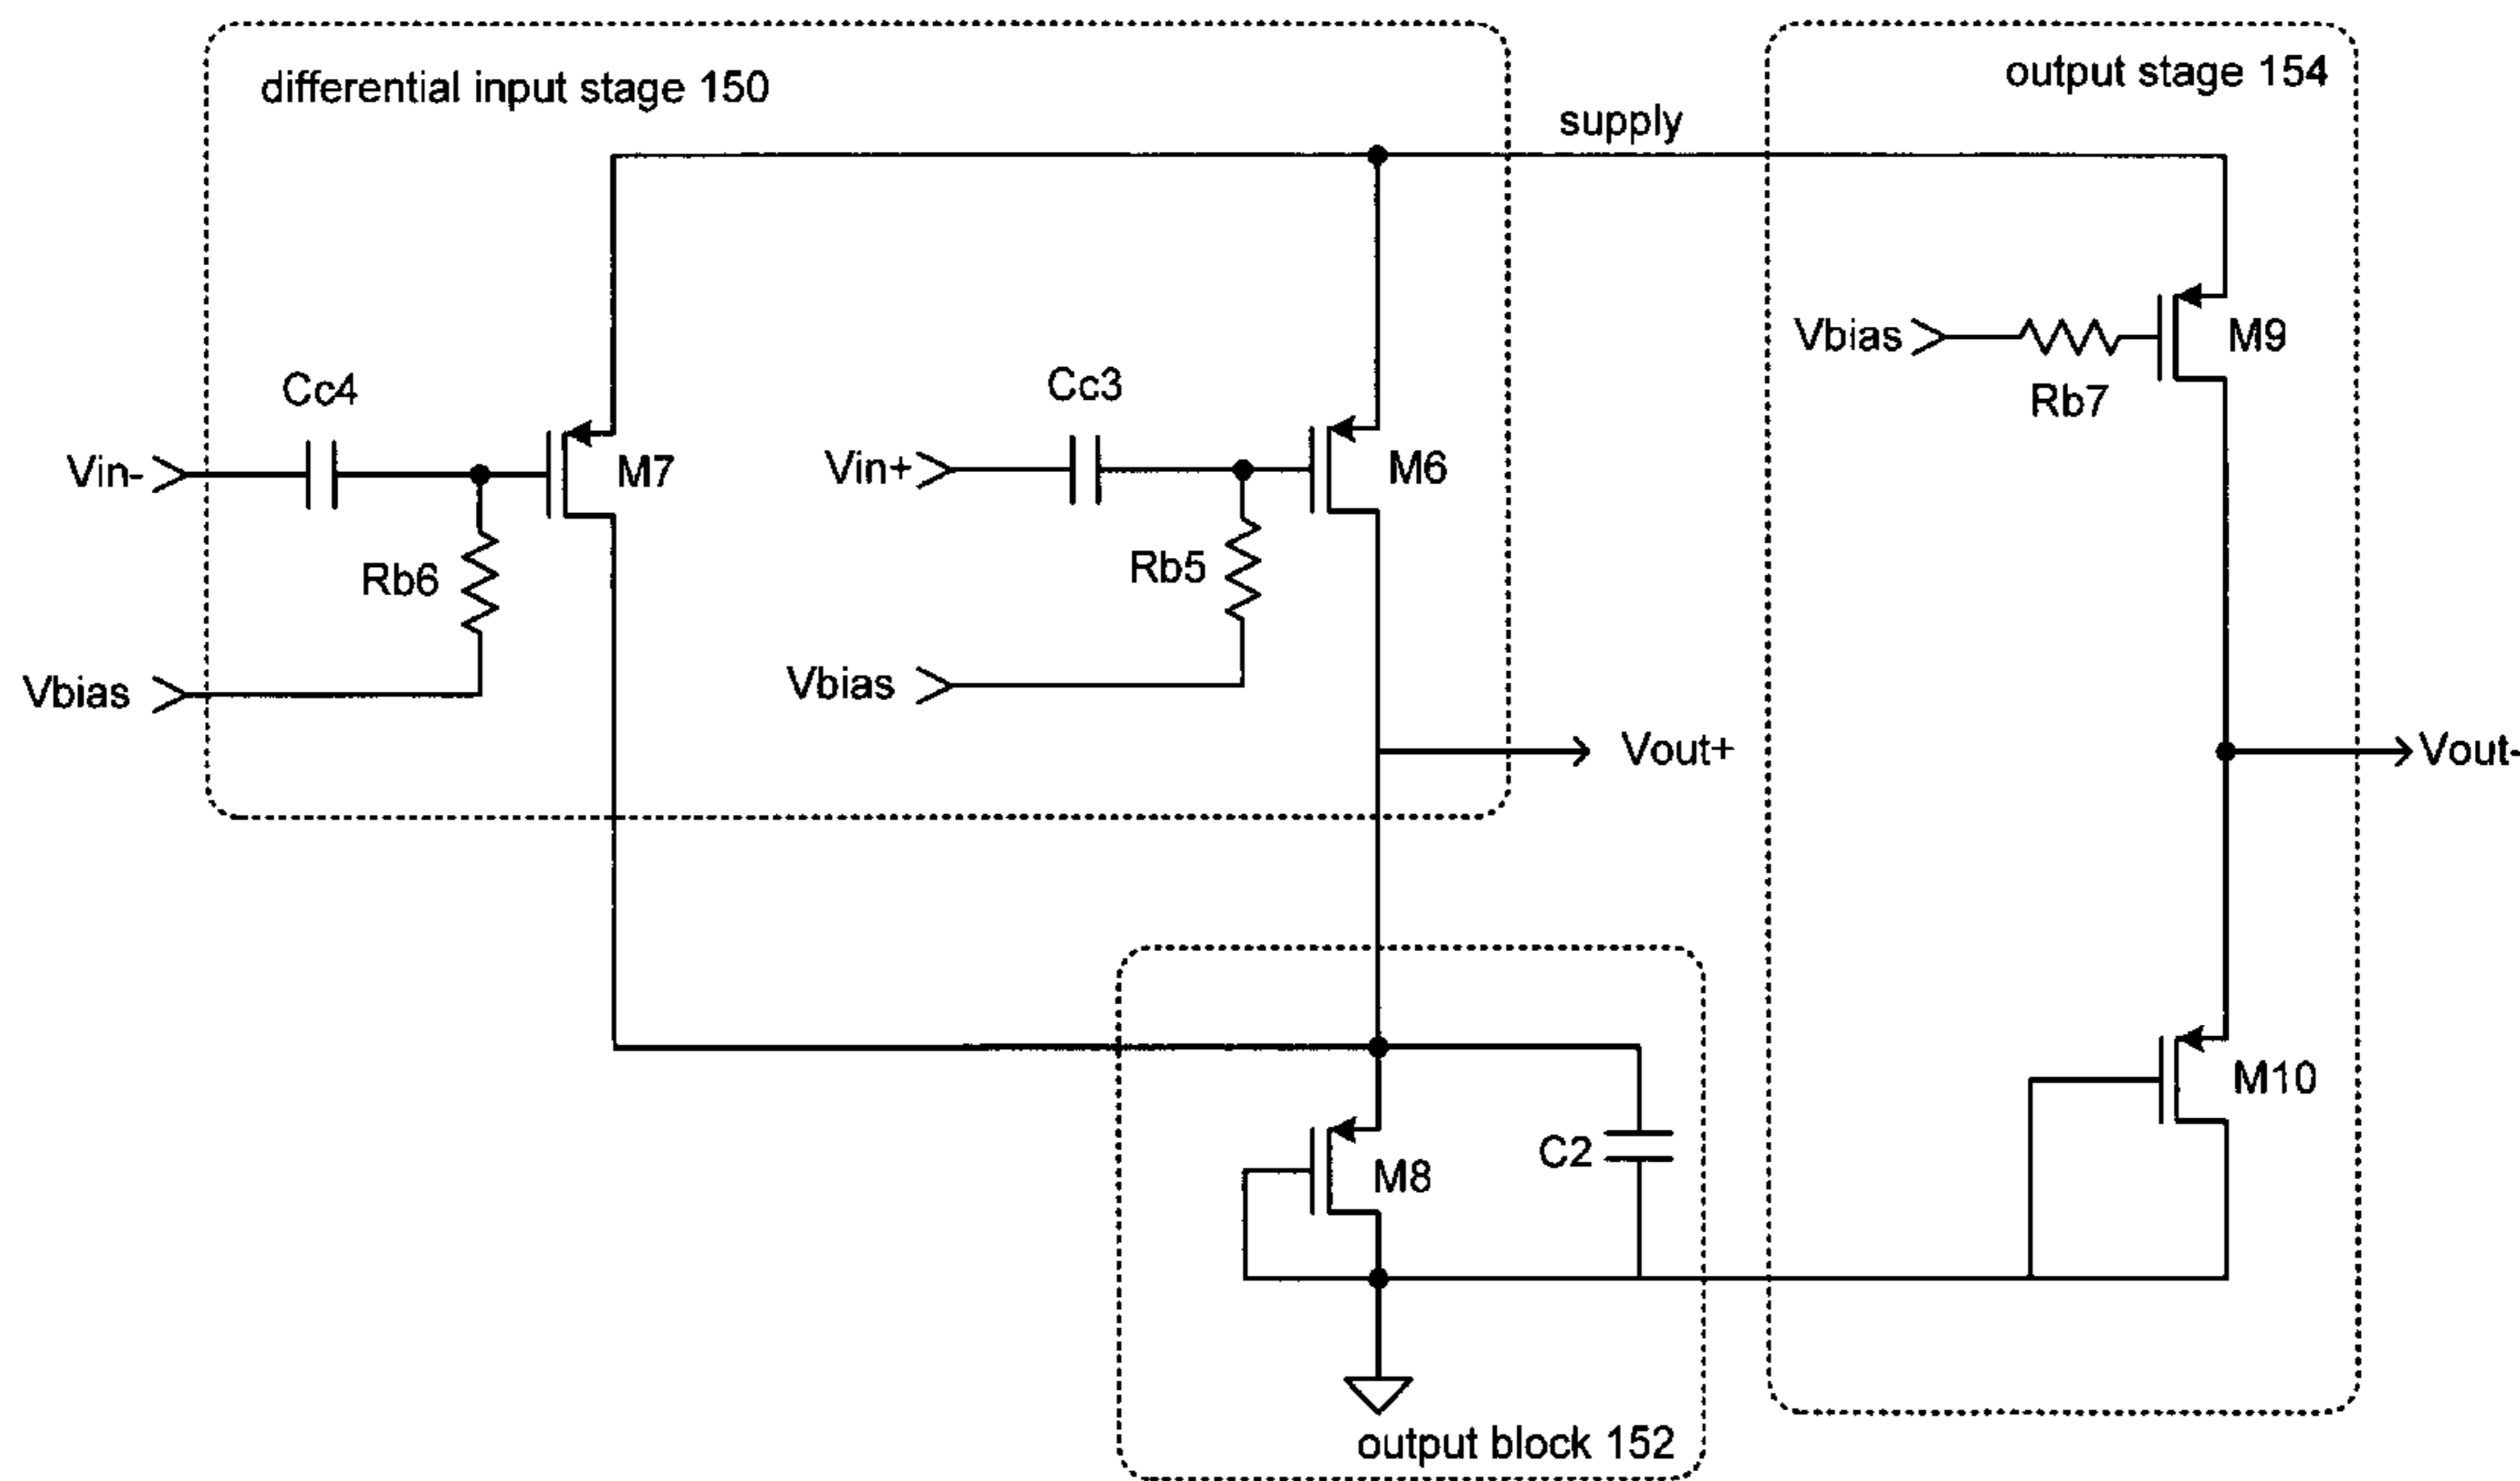 differential input stage 150
output stage 154
supply
Vbias
M9
Rb7
Cc4
Cc3
Vin-
M7
Vin+
M6
Rb6
Rb5
Vbias
Vbias
Vout+
Vout-
M8
C2
M10
output block 152